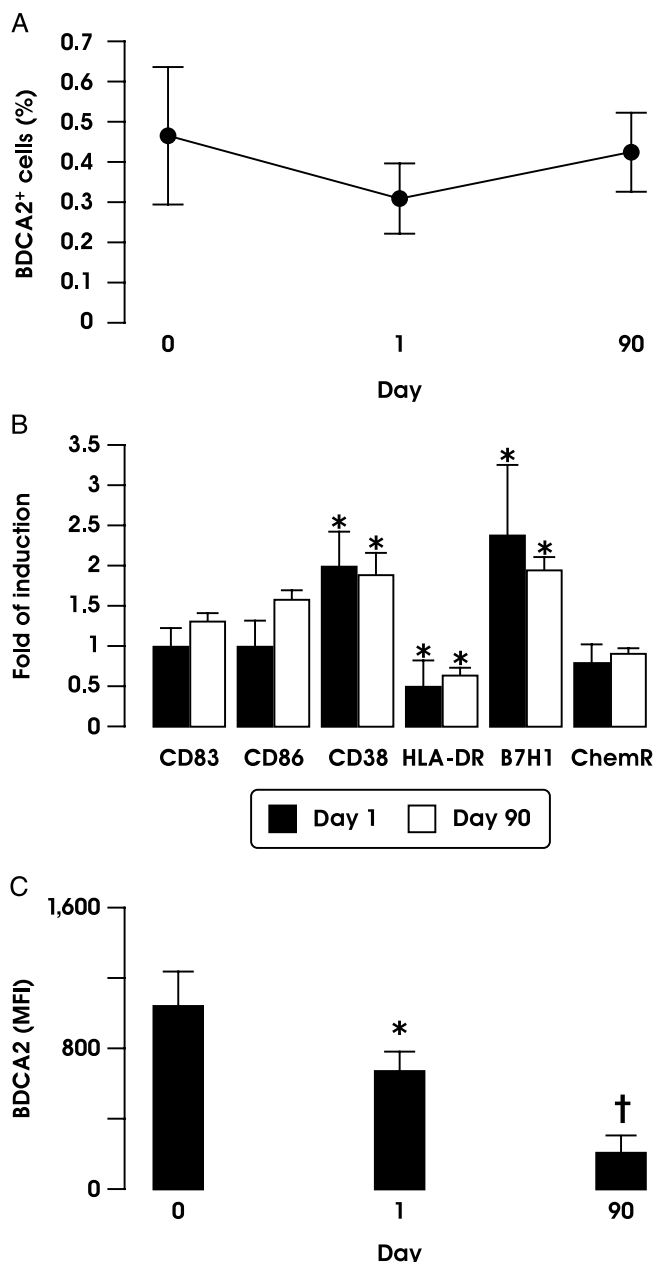 A
BDCA2+ cells (%)
0.7
0.6
0.5
0.4
0.3
0.2
0.1
0
0 1 90
Day
B
Fold of induction
3.5
3
2.5
2
1.5
1
0.5
0
* * * * * *
CD83 CD86 CD38 HLA-DR B7H1 ChemR
Day 1 Day 90
C
BDCA2 (MFI)
1,600
800
0
* †
0 1 90
Day